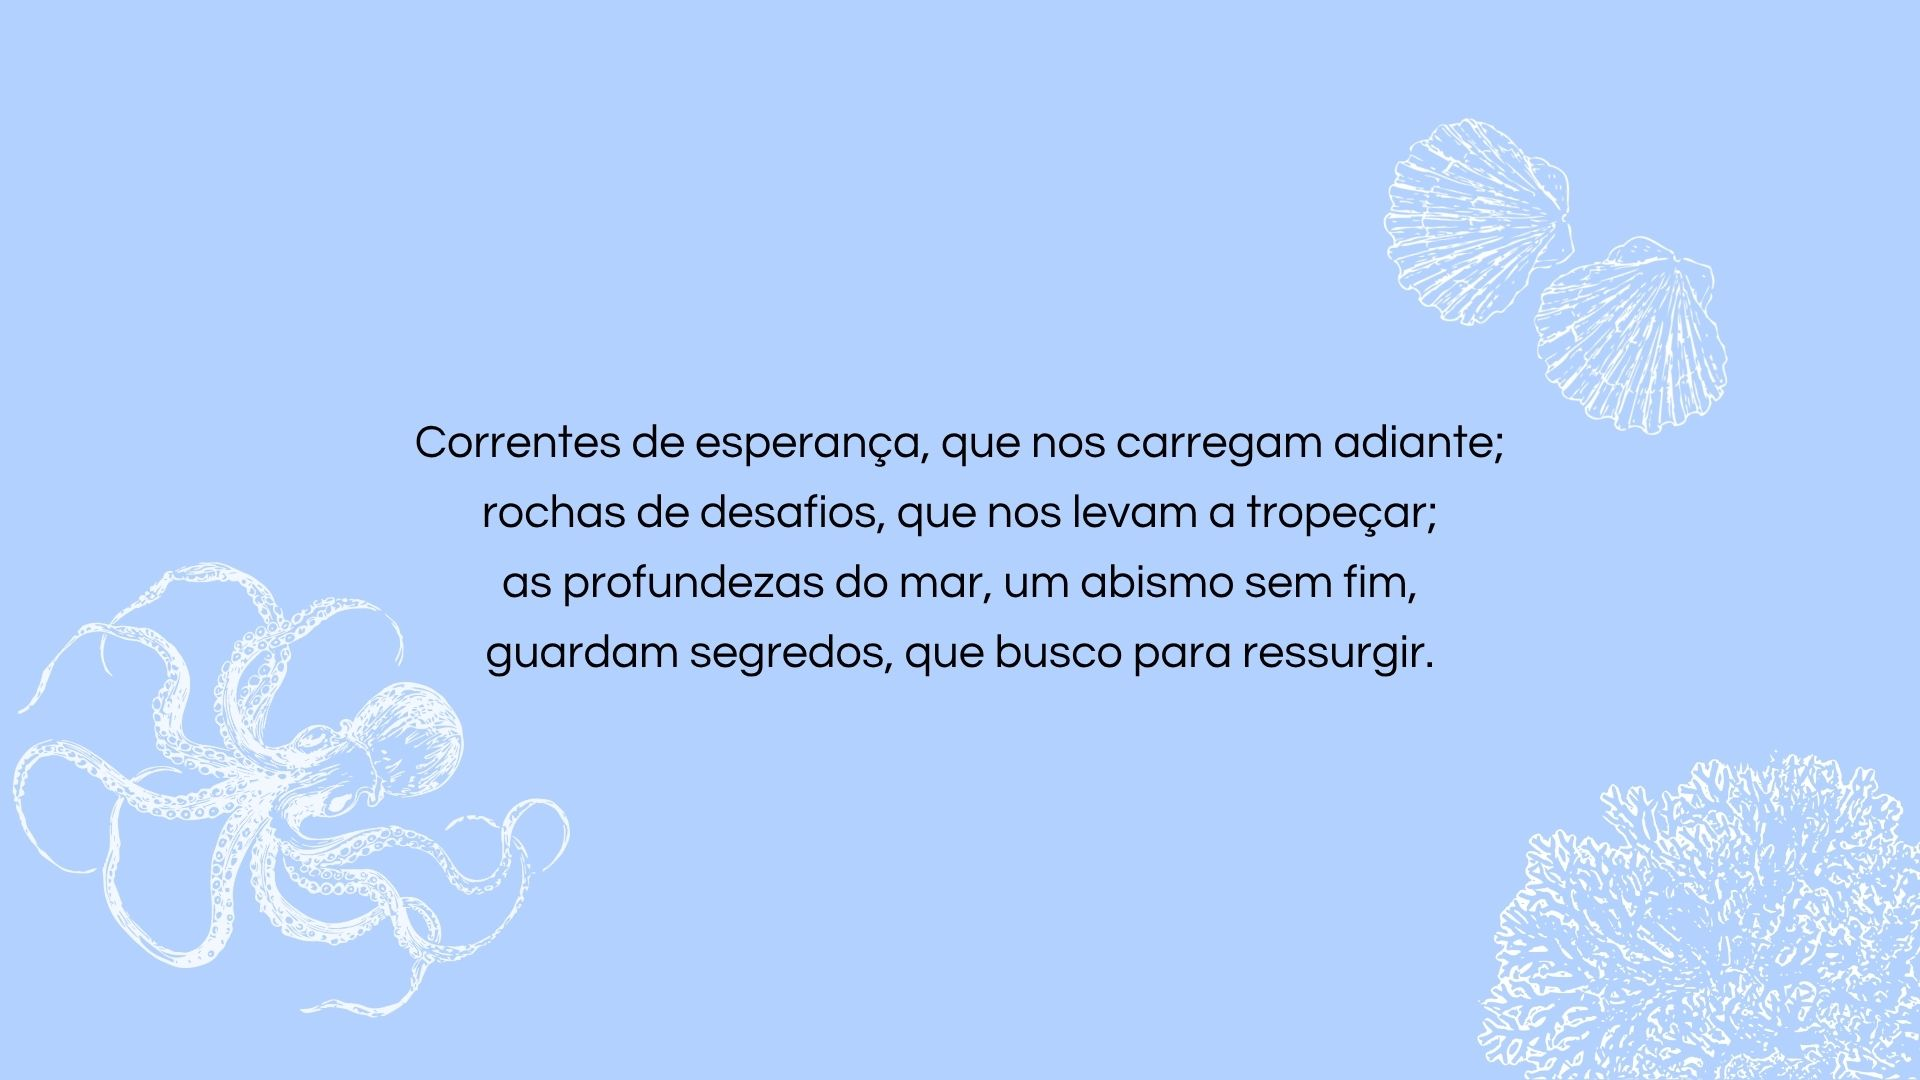 Correntes de esperança, que nos carregam adiante;
rochas de desafios, que nos levam a tropeçar;
as profundezas do mar, um abismo sem fim,
guardam segredos, que busco para ressurgir.